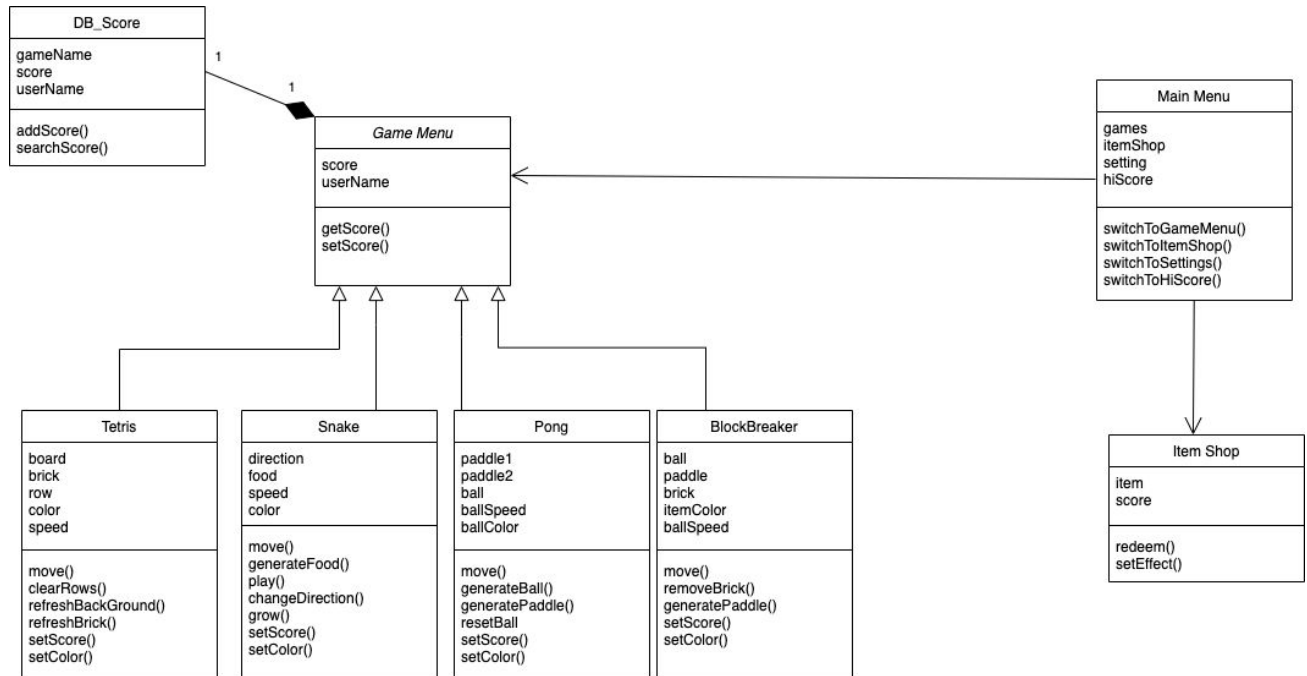 DB_Score
gameName
score
userName
addScore()
searchScore()
1
1
Game Menu
score
userName
getScore()
setScore()
Main Menu
games
itemShop
setting
hiScore
switchToGameMenu()
switchToItemShop()
switchToSettings()
switchToHiScore()
Tetris
board
brick
row
color
speed
move()
clearRows()
refreshBackGround()
refreshBrick()
setScore()
setColor()
Snake
direction
food
speed
color
move()
generateFood()
play()
changeDirection()
grow()
setScore()
setColor()
Pong
paddle1
paddle2
ball
ballSpeed
ballColor
move()
generateBall()
generatePaddle()
resetBall
setScore()
setColor()
BlockBreaker
ball
paddle
brick
itemColor
ballSpeed
move()
removeBrick()
generatePaddle()
setScore()
setColor()
Item Shop
item
score
redeem()
setEffect()